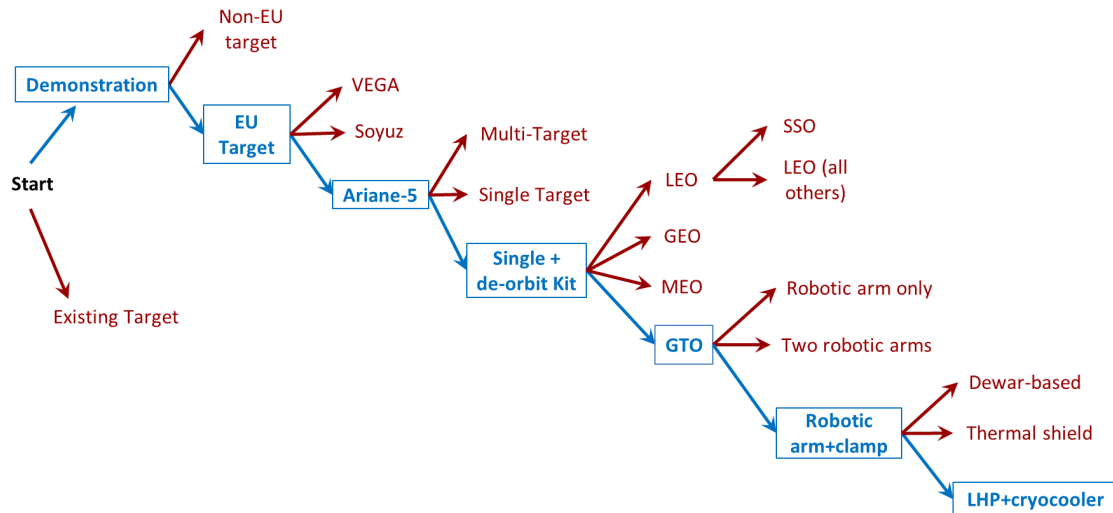 Non-EU
target
Demonstration
VEGA
EU
Target
Soyuz
Multi-Target
SSO
LEO
LEO (all
others)
Start
Ariane-5
Single Target
GEO
Single +
de-orbit Kit
MEO
Robotic arm only
Existing Target
GTO
Two robotic arms
Dewar-based
Robotic
arm+clamp
Thermal shield
LHP+cryocooler